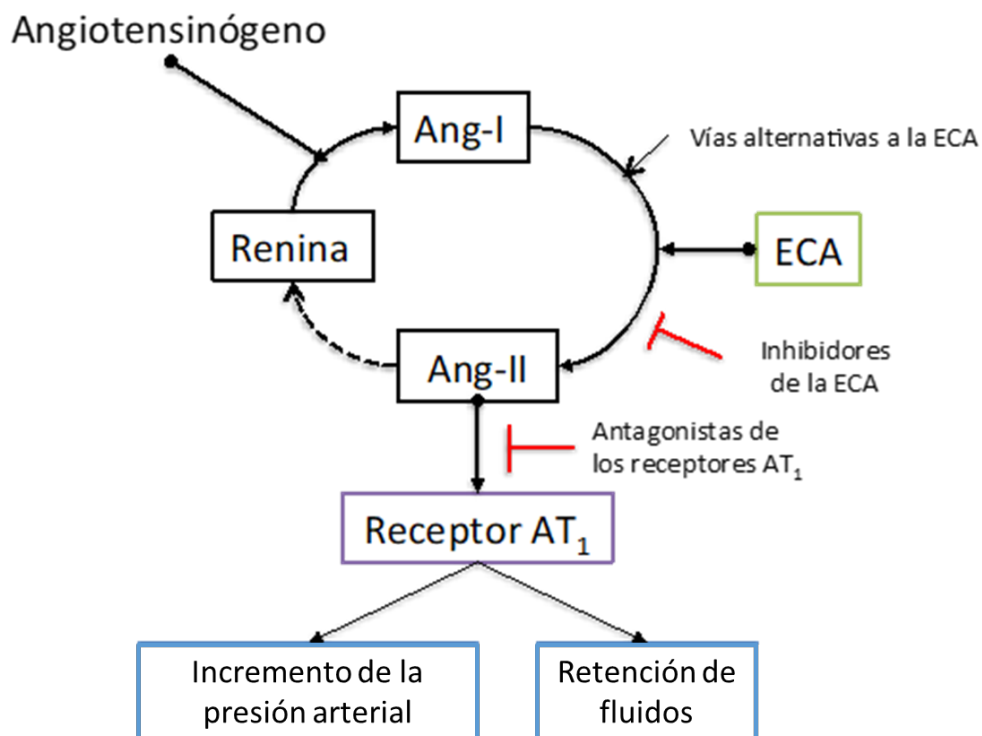 Angiotensinógeno
Ang-I
Vías alternativas a la ECA
Renina
ECA
Ang-II
Inhibidores
de la ECA
Antagonistas de
los receptores AT₁
Receptor AT₁
Incremento de la
presión arterial
Retención de
fluidos